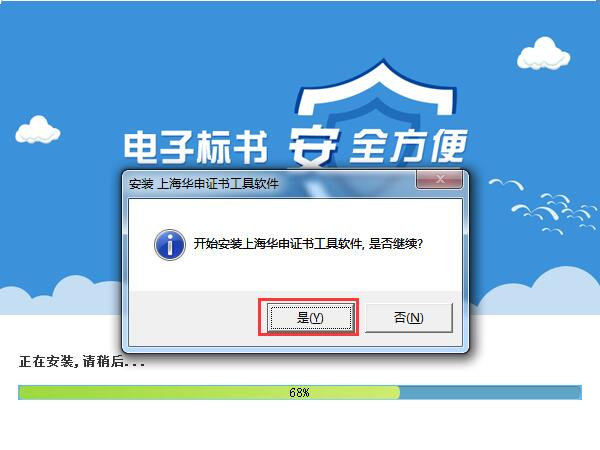 电子标书 安 全方便
安装 上海华申证书工具软件
开始安装上海华申证书工具软件, 是否继续?
是(Y) 否(N)
正在安装,请稍后...
68%